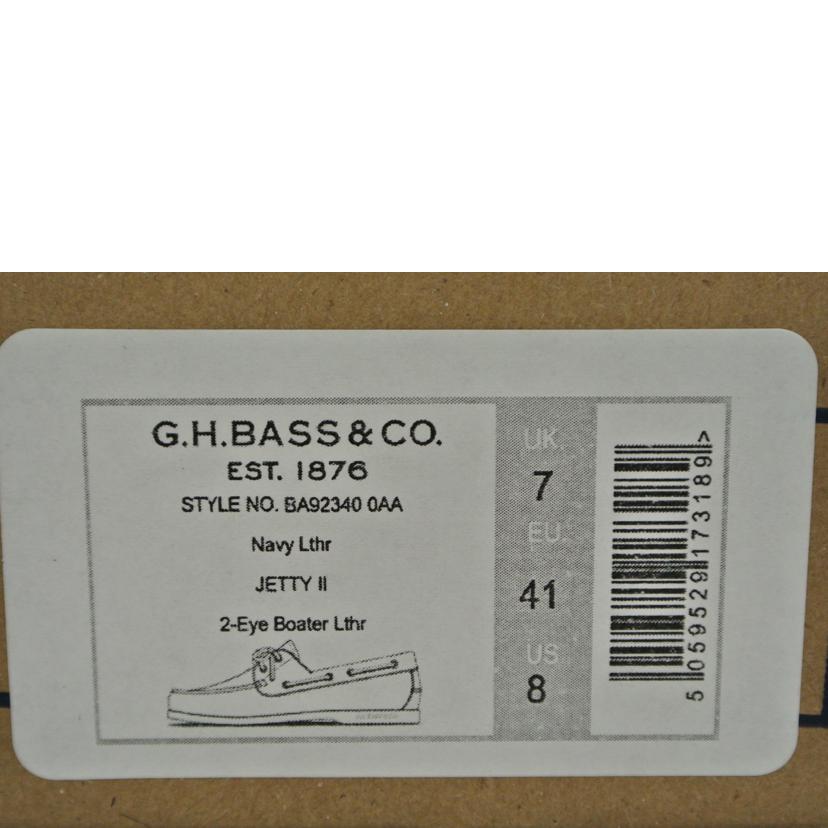 G.H.BASS & CO.
EST. 1876
STYLE NO. BA92340 0AA
Navy Lthr
JETTY II
2-Eye Boater Lthr
UK
7
EU
41
US
8
5 059529 173189 >